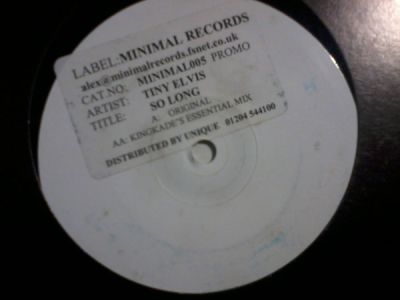 LABEL: MINIMAL RECORDS
alex@minimalrecords.fsnet.co.uk
CAT.NO: MINIMAL005 PROMO
ARTIST: TINY ELVIS
TITLE: SO LONG
A: ORIGINAL
AA: KINGKADE'S ESSENTIAL MIX
DISTRIBUTED BY UNIQUE 01204 544100